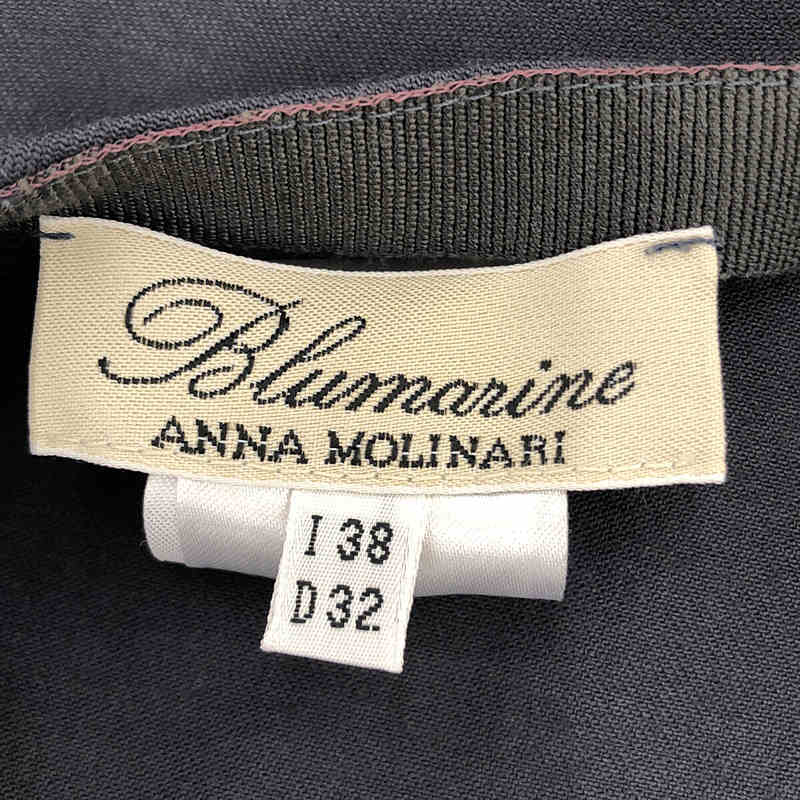 Blumarine
ANNA MOLINARI
I 38
D 32